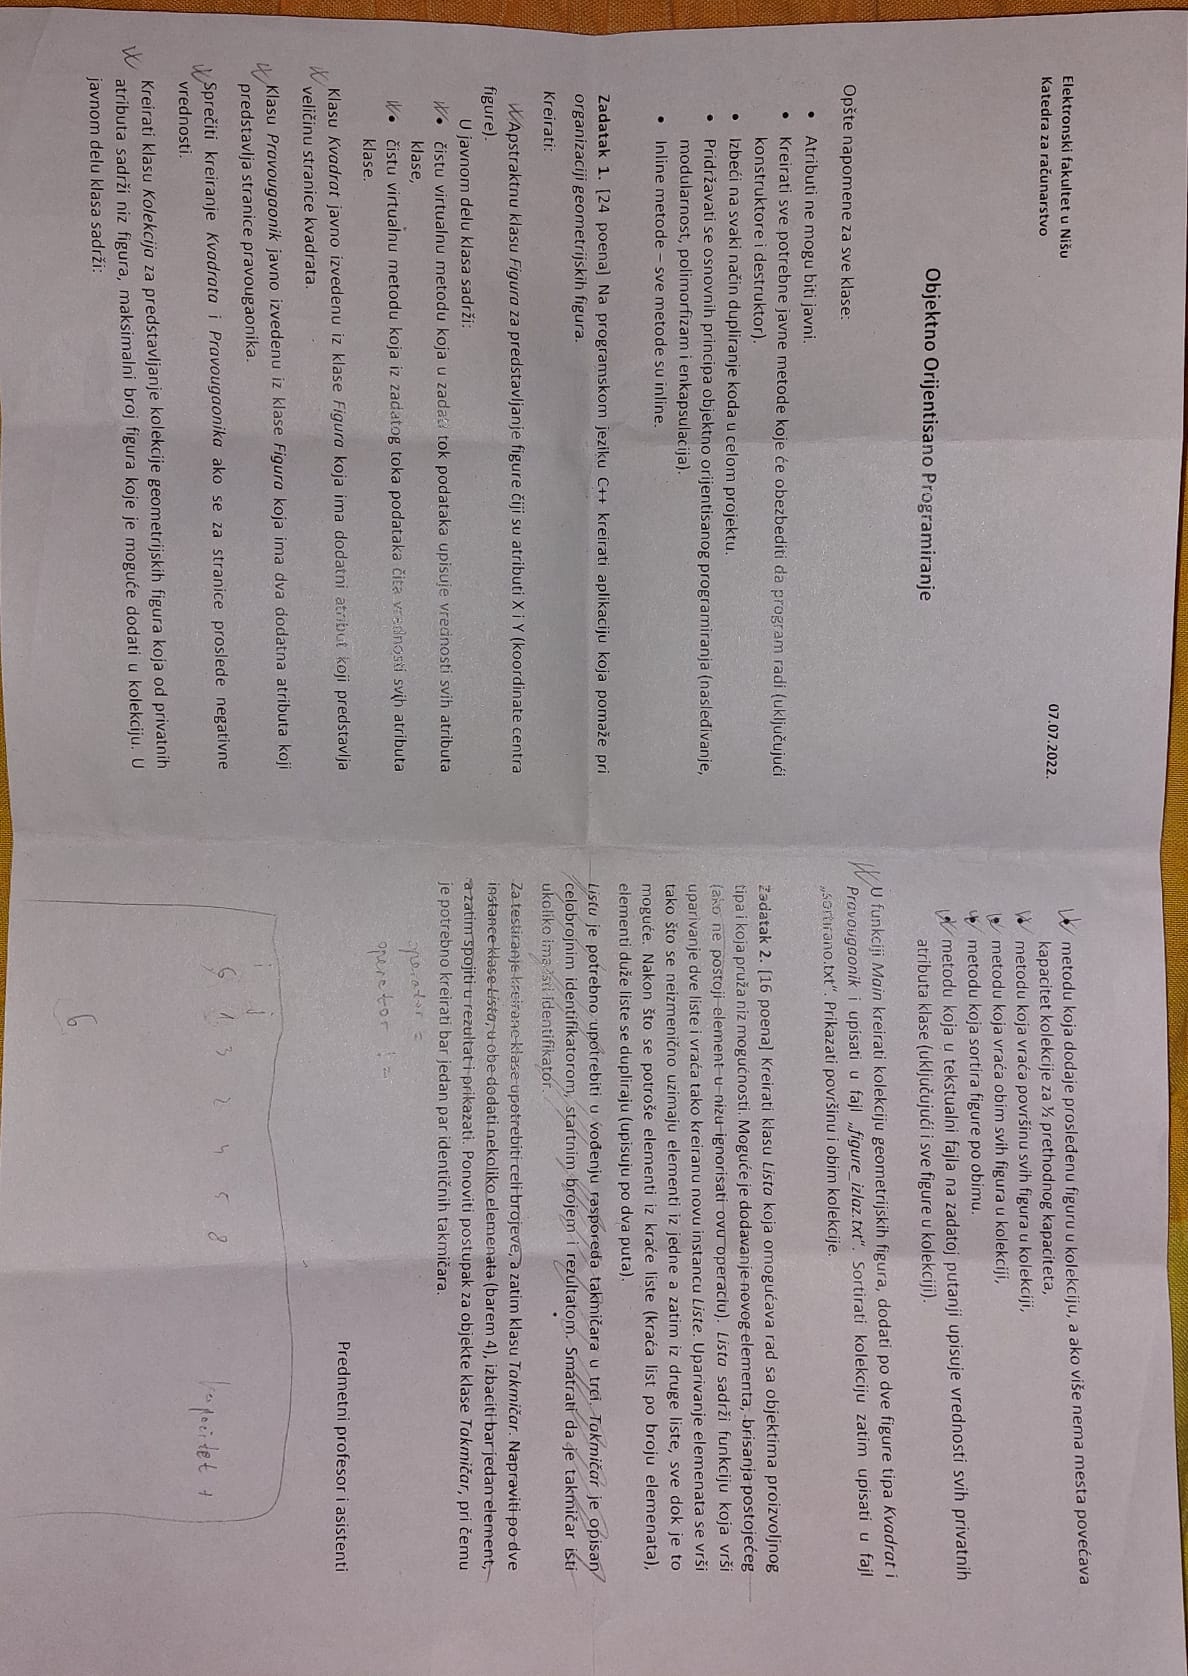 Elektronski fakultet u Nišu
Katedra za računarstvo
07.07.2022.
Objektno Orijentisano Programiranje
Opšte napomene za sve klase:
• Atributi ne mogu biti javni.
• Kreirati sve potrebne javne metode koje će obezbediti da program radi (uključujući
konstruktore i destruktor).
• Izbeći na svaki način dupliranje koda u celom projektu.
• Pridržavati se osnovnih principa objektno orijentisanog programiranja (nasleđivanje,
modularnost, polimorfizam i enkapsulacija).
• Inline metode – sve metode su inline.
Zadatak 1. [24 poena] Na programskom jeziku C++ kreirati aplikaciju koja pomaže pri
organizaciji geometrijskih figura.
Kreirati:
Apstraktnu klasu Figura za predstavljanje figure čiji su atributi X i Y (koordinate centra
figure).
U javnom delu klasa sadrži:
• čistu virtualnu metodu koja u zadati tok podataka upisuje vrednosti svih atributa
klase,
• čistu virtualnu metodu koja iz zadatog toka podataka čita vrednosti svih atributa
klase.
Klasu Kvadrat javno izvedenu iz klase Figura koja ima dodatni atribut koji predstavlja
veličinu stranice kvadrata.
Klasu Pravougaonik javno izvedenu iz klase Figura koja ima dva dodatna atributa koji
predstavlja stranice pravougaonika.
Sprečiti kreiranje Kvadrata i Pravougaonika ako se za stranice proslede negativne
vrednosti.
Kreirati klasu Kolekcija za predstavljanje kolekcije geometrijskih figura koja od privatnih
atributa sadrži niz figura, maksimalni broj figura koje je moguće dodati u kolekciju. U
javnom delu klasa sadrži:
• metodu koja dodaje prosleđenu figuru u kolekciju, a ako više nema mesta povećava
kapacitet kolekcije za ½ prethodnog kapaciteta,
• metodu koja vraća površinu svih figura u kolekciji,
• metodu koja vraća obim svih figura u kolekciji,
• metodu koja sortira figure po obimu.
• metodu koja u tekstualni fajla na zadatoj putanji upisuje vrednosti svih privatnih
atributa klase (uključujući i sve figure u kolekciji).
U funkciji Main kreirati kolekciju geometrijskih figura, dodati po dve figure tipa Kvadrat i
Pravougaonik i upisati u fajl „figure_izlaz.txt“. Sortirati kolekciju zatim upisati u fajl
„sortirano.txt“. Prikazati površinu i obim kolekcije.
Zadatak 2. [16 poena] Kreirati klasu Lista koja omogućava rad sa objektima proizvoljnog
tipa i koja pruža niz mogućnosti. Moguće je dodavanje novog elementa, brisanja postojećeg
(ako ne postoji element u nizu ignorisati ovu operaciu). Lista sadrži funkciju koja vrši
uparivanje dve liste i vraća tako kreiranu novu instancu Liste. Uparivanje elemenata se vrši
tako što se neizmenično uzimaju elementi iz jedne a zatim iz druge liste, sve dok je to
moguće. Nakon što se potroše elementi iz kraće liste (kraća list po broju elemenata),
elementi duže liste se dupliraju (upisuju po dva puta).
Listu je potrebno upotrebiti u vođenju rasporeda takmičara u trci. Takmičar je opisan
celobrojnim identifikatorom, startnim brojem i rezultatom. Smatrati da je takmičar isti
ukoliko ima isti identifikator.
Za testiranje kreirane klase upotrebiti celi brojeve, a zatim klasu Takmičar. Napraviti po dve
instance klase Lista, u obe dodati nekoliko elemenata (barem 4), izbaciti bar jedan element,
a zatim spojiti u rezultat i prikazati. Ponoviti postupak za objekte klase Takmičar, pri čemu
je potrebno kreirati bar jedan par identičnih takmičara.
operator =
operator !=
Predmetni profesor i asistenti
i j
6 1 3 2 4 5 8
kapacitet +
6